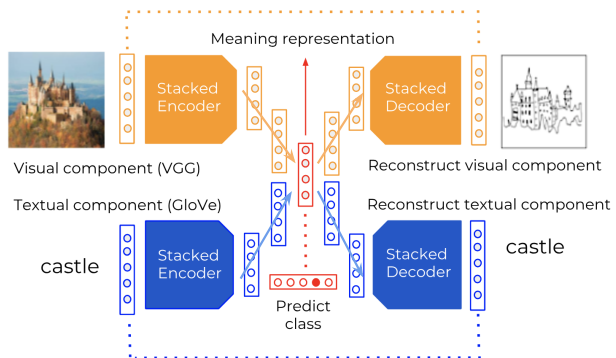 Meaning representation
Stacked
Encoder
Stacked
Decoder
Visual component (VGG)
Reconstruct visual component
Textual component (GloVe)
Reconstruct textual component
castle
Stacked
Encoder
Stacked
Decoder
castle
Predict
class